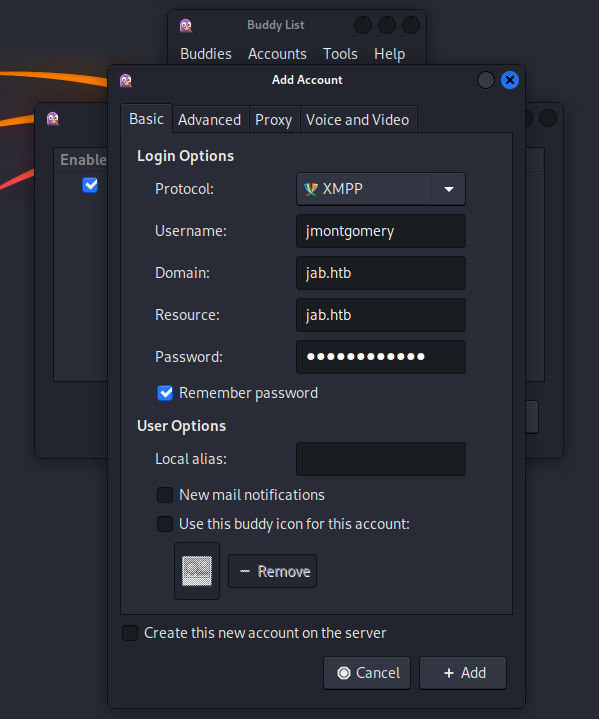 Buddy List
Buddies Accounts Tools Help
Add Account
Basic Advanced Proxy Voice and Video
Enable
Login Options
Protocol: XMPP
Username: jmontgomery
Domain: jab.htb
Resource: jab.htb
Password: ●●●●●●●●●●●●
Remember password
User Options
Local alias:
New mail notifications
Use this buddy icon for this account:
Remove
Create this new account on the server
Cancel + Add